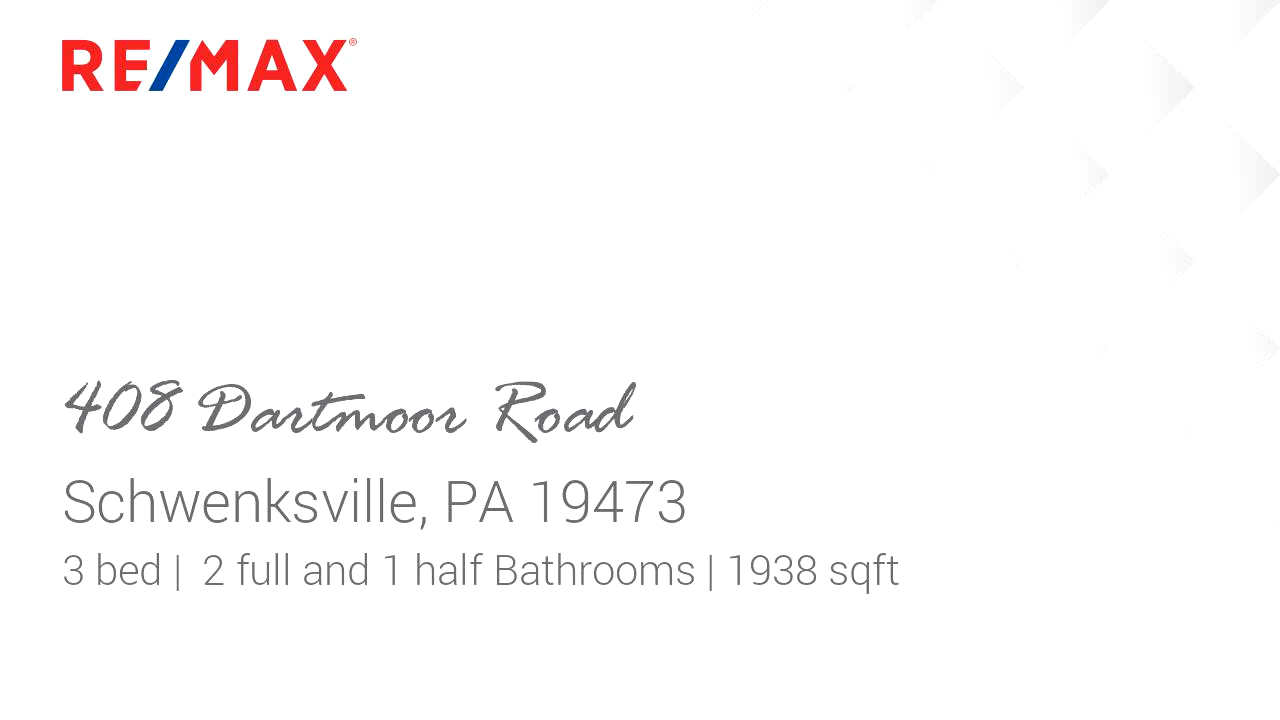 RE/MAX®
408 Dartmoor Road
Schwenksville, PA 19473
3 bed | 2 full and 1 half Bathrooms | 1938 sqft